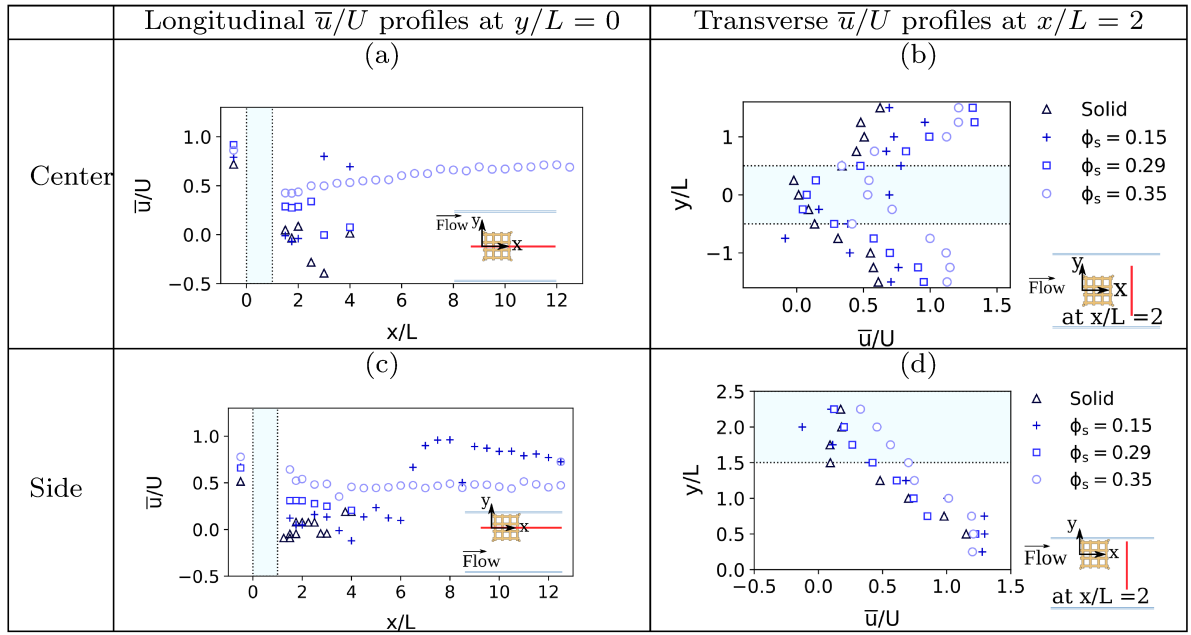 Longitudinal u̅/U profiles at y/L = 0
Transverse u̅/U profiles at x/L = 2
Center
(a)
1.0
0.5
0.0
−0.5
u̅/U
0 2 4 6 8 10 12
x/L
Flow
y
x
(b)
1
0
−1
y/L
0.0 0.5 1.0 1.5
u̅/U
Solid
ϕs = 0.15
ϕs = 0.29
ϕs = 0.35
y
Flow
x
at x/L =2
Side
(c)
1.0
0.5
0.0
−0.5
u̅/U
0 2 4 6 8 10 12
x/L
y
x
Flow
(d)
2.5
2.0
1.5
1.0
0.5
0.0
y/L
−0.5 0.0 0.5 1.0 1.5
u̅/U
Solid
ϕs = 0.15
ϕs = 0.29
ϕs = 0.35
y
Flow
x
at x/L =2